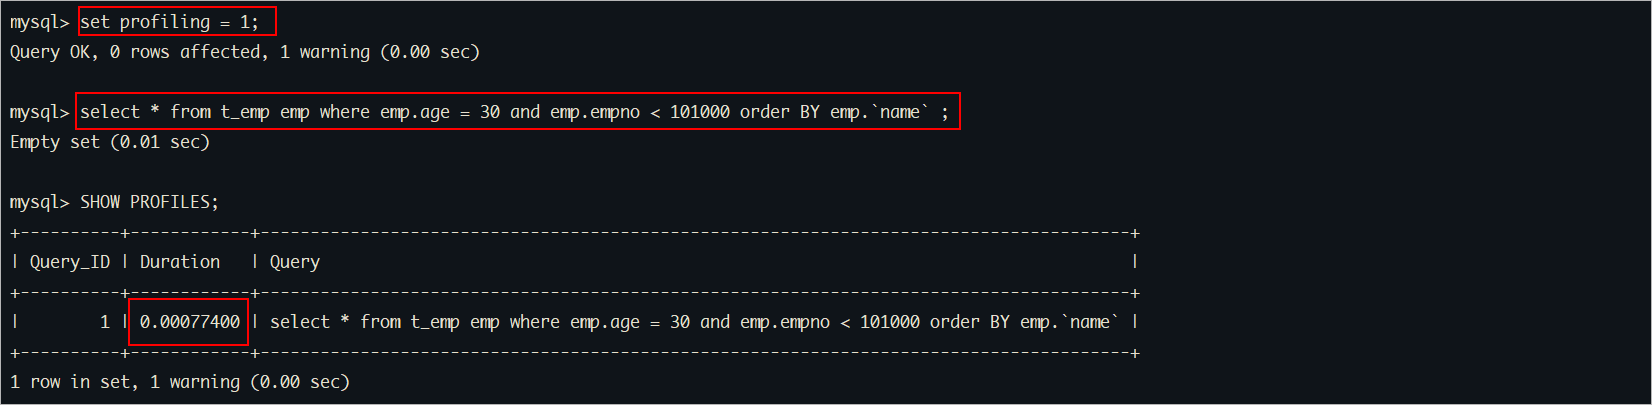 mysql> set profiling = 1;
Query OK, 0 rows affected, 1 warning (0.00 sec)
mysql> select * from t_emp emp where emp.age = 30 and emp.empno < 101000 order BY emp.`name` ;
Empty set (0.01 sec)
mysql> SHOW PROFILES;
+----------+------------+---------------------------------------------------------------------------------------+
| Query_ID | Duration   | Query                                                                                 |
+----------+------------+---------------------------------------------------------------------------------------+
|        1 | 0.00077400 | select * from t_emp emp where emp.age = 30 and emp.empno < 101000 order BY emp.`name` |
+----------+------------+---------------------------------------------------------------------------------------+
1 row in set, 1 warning (0.00 sec)